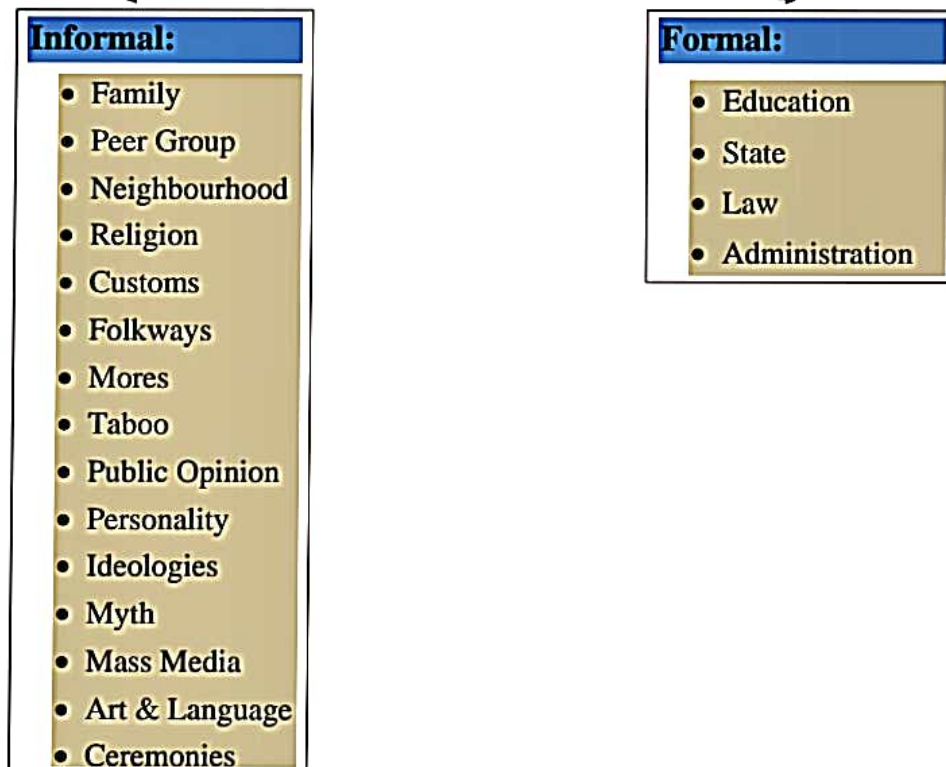 Informal:
• Family
• Peer Group
• Neighbourhood
• Religion
• Customs
• Folkways
• Mores
• Taboo
• Public Opinion
• Personality
• Ideologies
• Myth
• Mass Media
• Art & Language
• Ceremonies
Formal:
• Education
• State
• Law
• Administration